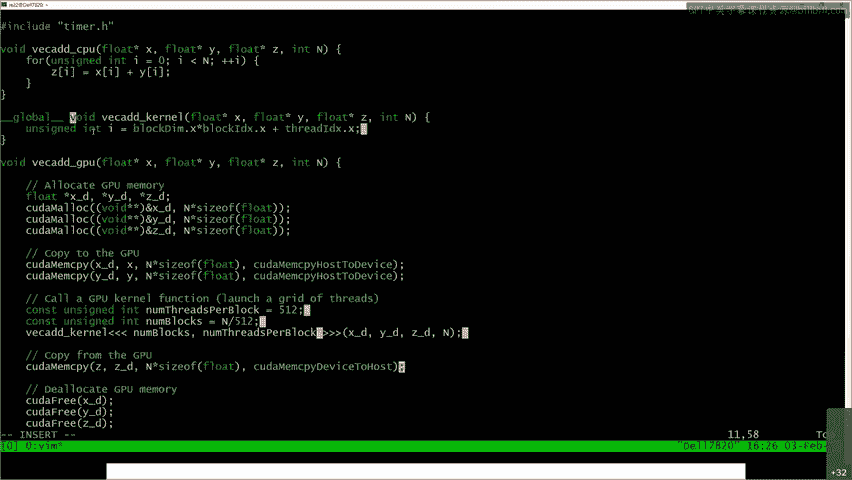 #include "timer.h"
void vecadd_cpu(float* x, float* y, float* z, int N) {
    for(unsigned int i = 0; i < N; ++i) {
        z[i] = x[i] + y[i];
    }
}
__global__ void vecadd_kernel(float* x, float* y, float* z, int N) {
    unsigned int i = blockDim.x*blockIdx.x + threadIdx.x;
}
void vecadd_gpu(float* x, float* y, float* z, int N) {
    // Allocate GPU memory
    float *x_d, *y_d, *z_d;
    cudaMalloc((void**)&x_d, N*sizeof(float));
    cudaMalloc((void**)&y_d, N*sizeof(float));
    cudaMalloc((void**)&z_d, N*sizeof(float));
    // Copy to the GPU
    cudaMemcpy(x_d, x, N*sizeof(float), cudaMemcpyHostToDevice);
    cudaMemcpy(y_d, y, N*sizeof(float), cudaMemcpyHostToDevice);
    // Call a GPU kernel function (launch a grid of threads)
    const unsigned int numThreadsPerBlock = 512;
    const unsigned int numBlocks = N/512;
    vecadd_kernel<<< numBlocks, numThreadsPerBlock>>>(x_d, y_d, z_d, N);
    // Copy from the GPU
    cudaMemcpy(z, z_d, N*sizeof(float), cudaMemcpyDeviceToHost);
    // Deallocate GPU memory
    cudaFree(x_d);
    cudaFree(y_d);
    cudaFree(z_d);
-- INSERT -- 11,58
[0] 0:vim* "Dell7820" 16:26 03-Feb-
+32